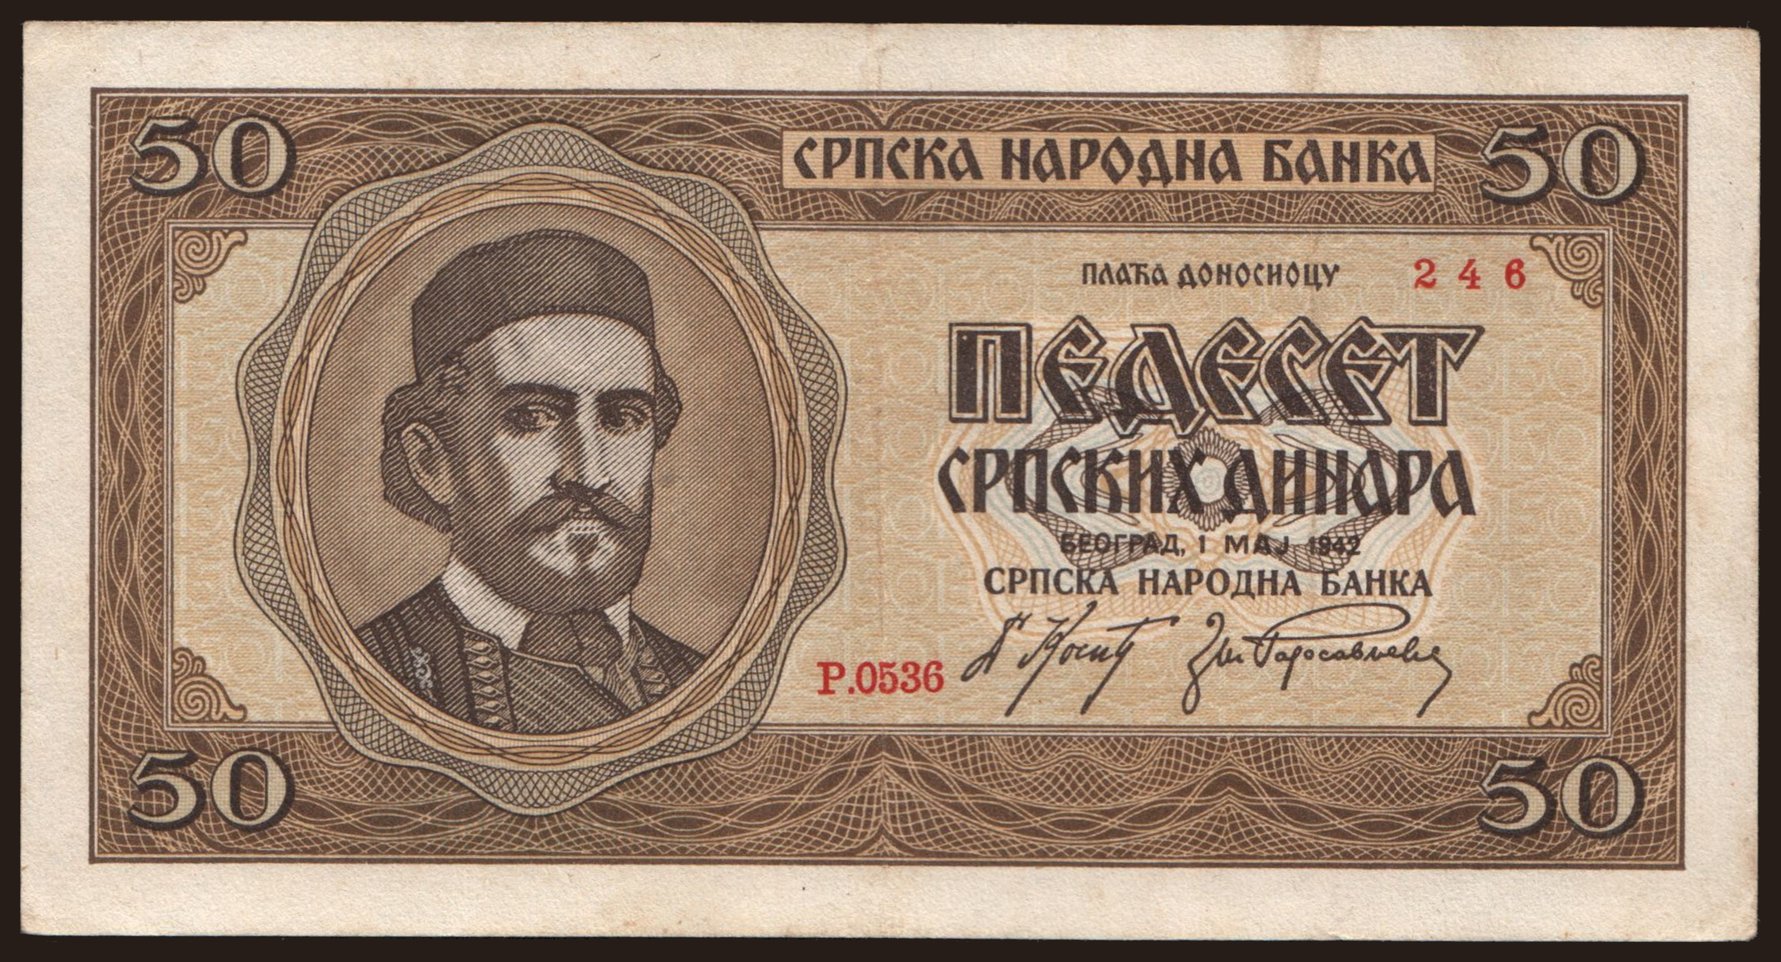 50 СРПСКА НАРОДНА БАНКА 50
ПЛАЋА ДОНОСИОЦУ 246
ПЕДЕСЕТ
СРПСКИХ ДИНАРА
БЕОГРАД, 1 МАЈ 1942
СРПСКА НАРОДНА БАНКА
P.0536
50 50